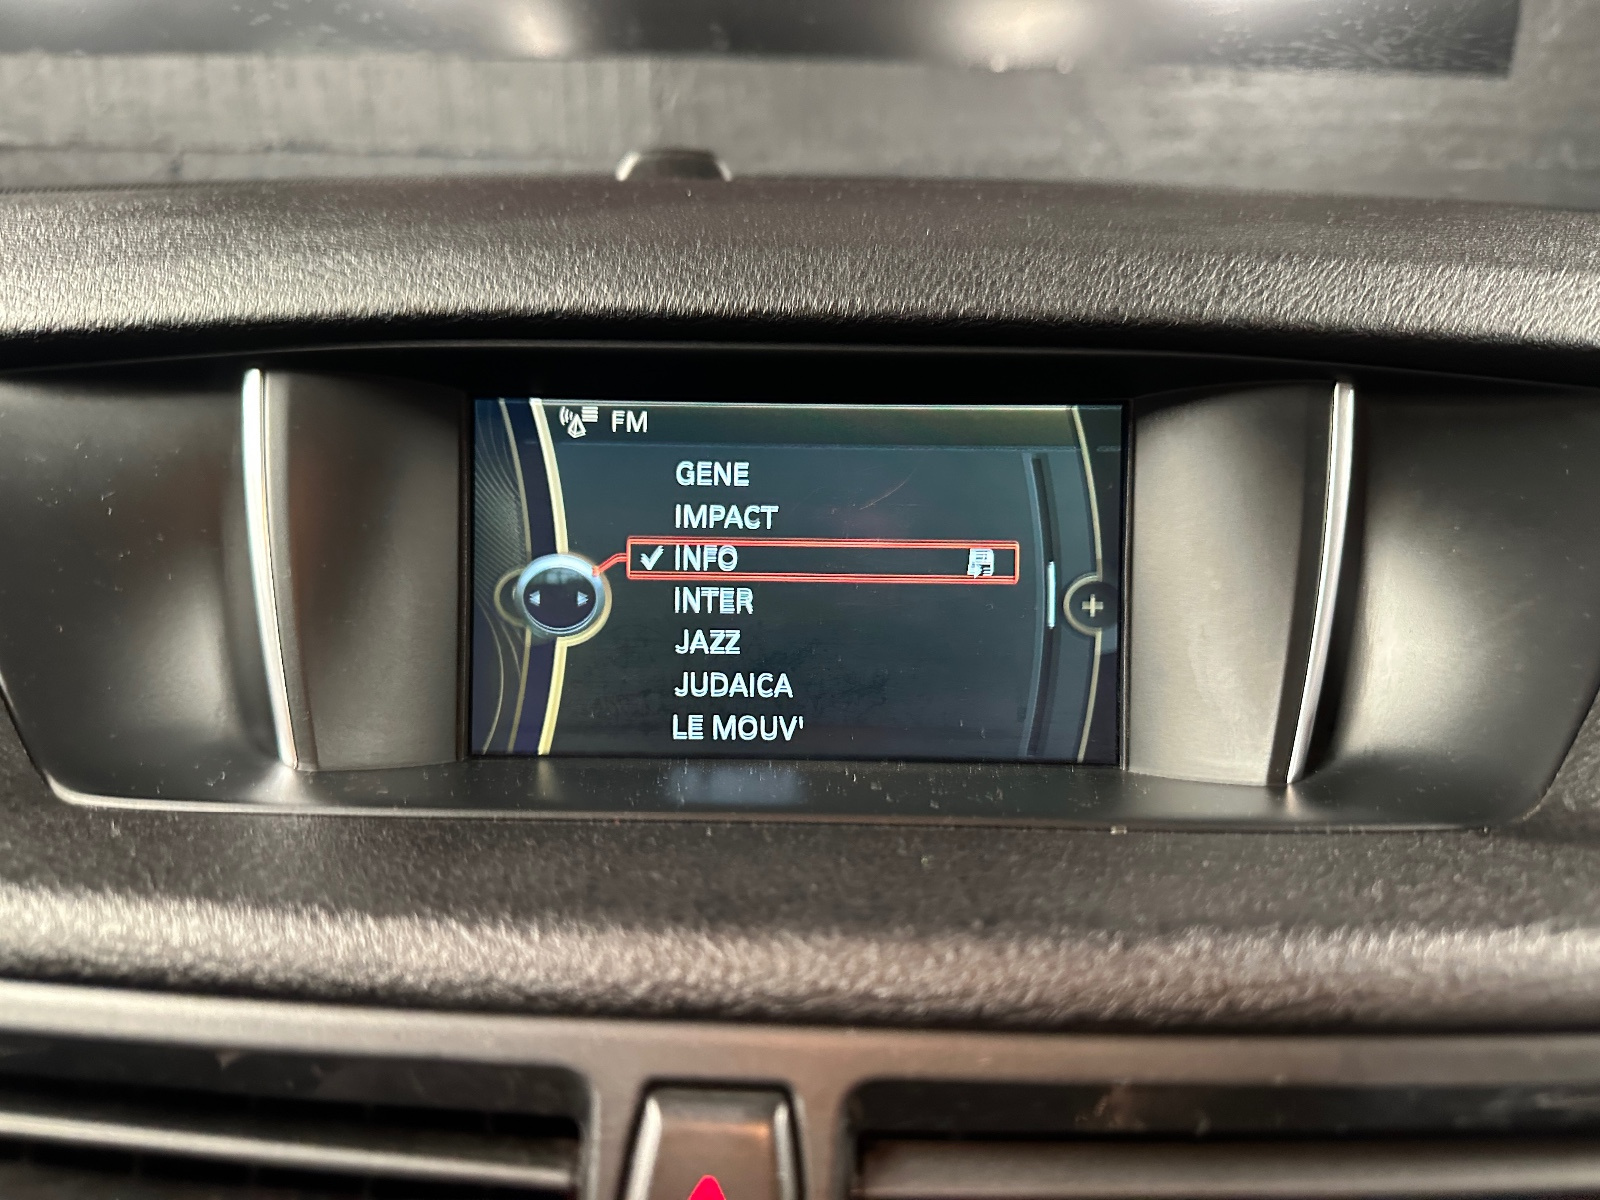 FM
GENE
IMPACT
INFO
INTER
JAZZ
JUDAICA
LE MOUV'